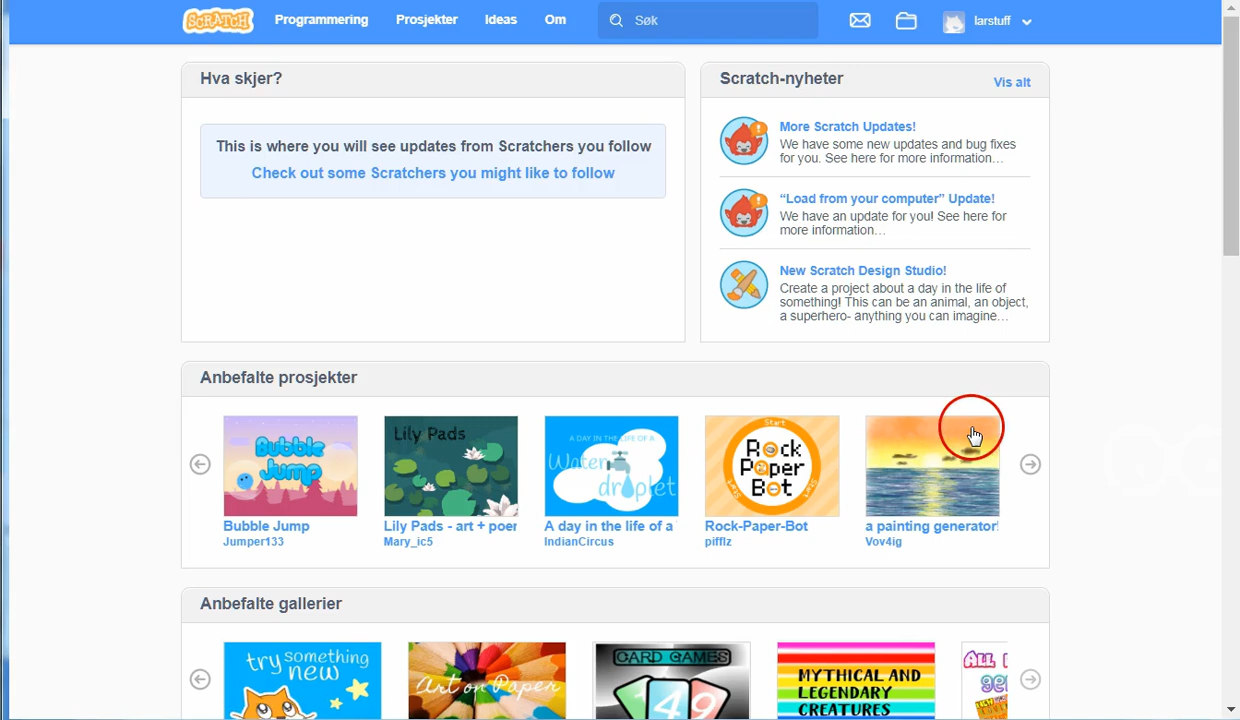 SCRATCH Programmering Prosjekter Ideas Om Søk larstuff
Hva skjer?
This is where you will see updates from Scratchers you follow
Check out some Scratchers you might like to follow
Scratch-nyheter Vis alt
More Scratch Updates!
We have some new updates and bug fixes
for you. See here for more information…
“Load from your computer” Update!
We have an update for you! See here for
more information…
New Scratch Design Studio!
Create a project about a day in the life of
something! This can be an animal, an object,
a superhero- anything you can imagine…
Anbefalte prosjekter
Bubble
Jump
Lily Pads
A DAY IN THE LIFE OF A
Water
droplet
Start
Rock
Paper
Bot
Start
Start
Bubble Jump
Jumper133
Lily Pads - art + poer
Mary_ic5
A day in the life of a
IndianCircus
Rock-Paper-Bot
pifflz
a painting generator!
Vov4ig
Anbefalte gallerier
try something
new
Art on Paper
CARD GAMES
1 4 9
MYTHICAL AND
LEGENDARY
CREATURES
ALL